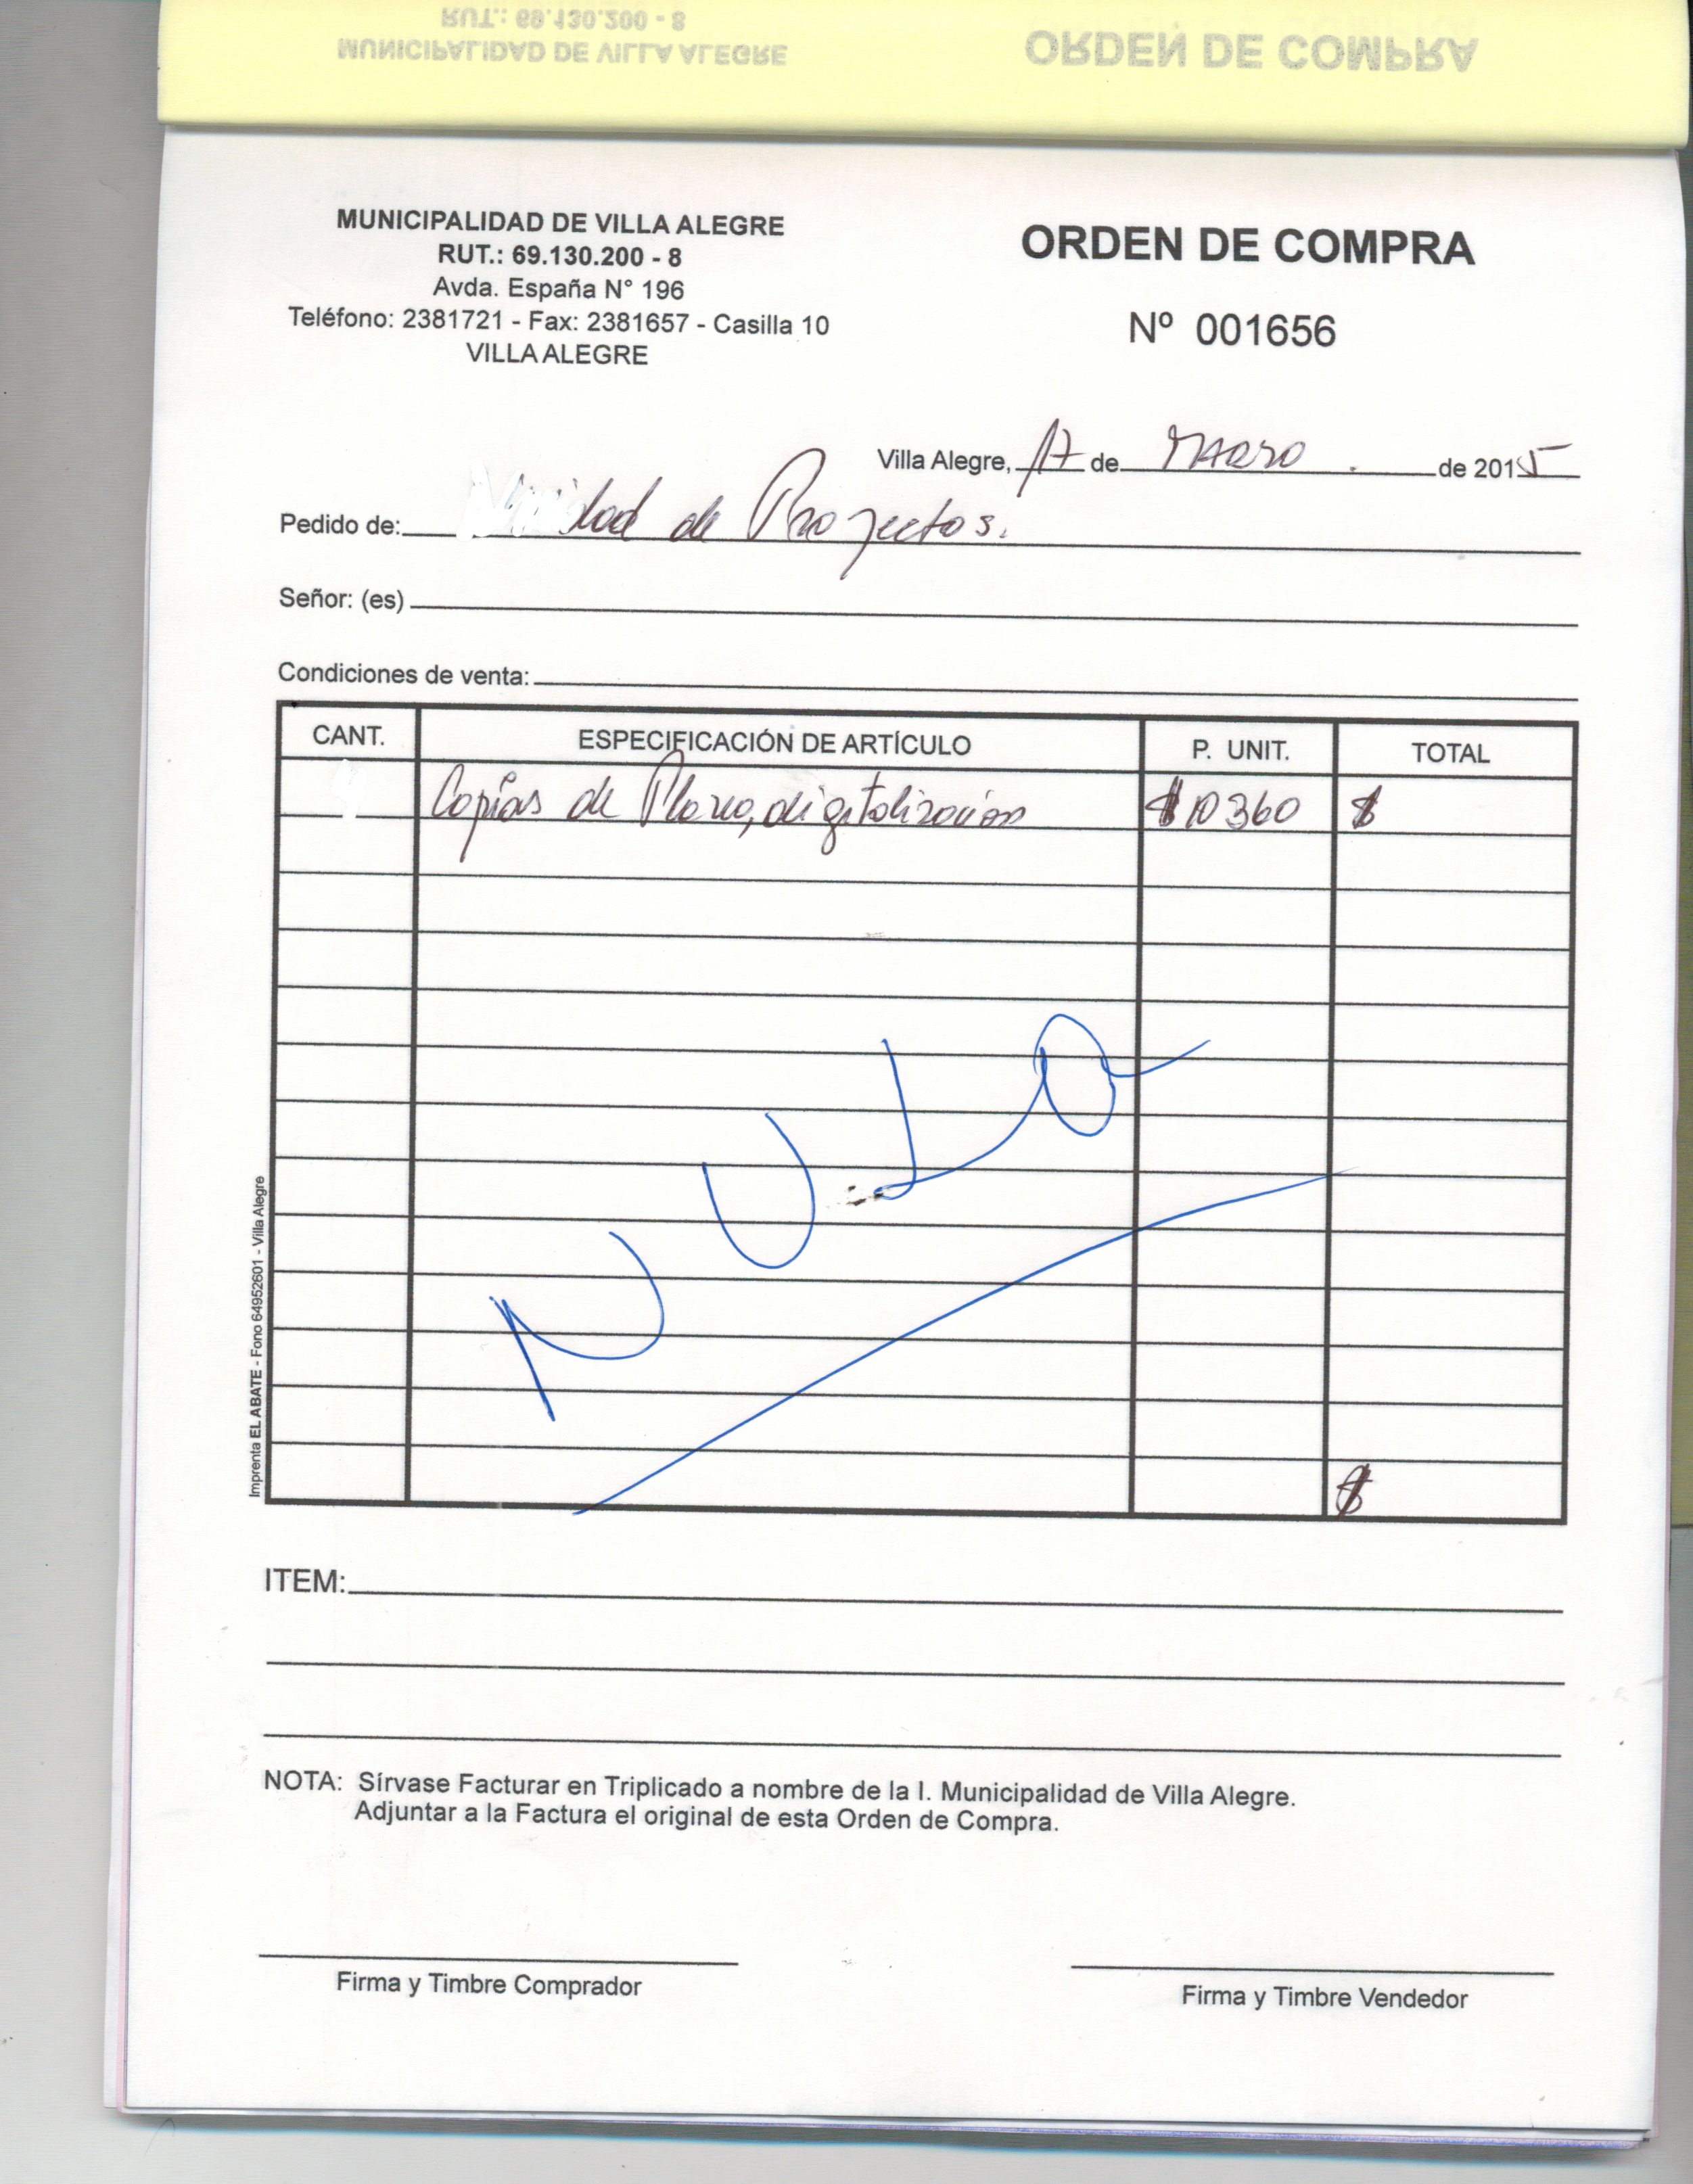 RUT.: 69.130.200 - 8
MUNICIPALIDAD DE VILLA ALEGRE
ORDEN DE COMPRA
MUNICIPALIDAD DE VILLA ALEGRE
RUT.: 69.130.200 - 8
Avda. España N° 196
Teléfono: 2381721 - Fax: 2381657 - Casilla 10
VILLA ALEGRE
ORDEN DE COMPRA
Nº 001656
Villa Alegre, 17 de MARZO de 2015
Pedido de: Unidad de Proyectos.
Señor: (es)
Condiciones de venta:
CANT. ESPECIFICACIÓN DE ARTÍCULO P. UNIT. TOTAL
Copias de Plano, digitalización $10360 $
NULO
$
Imprenta EL ABATE - Fono 64952601 - Villa Alegre
ITEM:
NOTA: Sírvase Facturar en Triplicado a nombre de la I. Municipalidad de Villa Alegre.
Adjuntar a la Factura el original de esta Orden de Compra.
Firma y Timbre Comprador
Firma y Timbre Vendedor